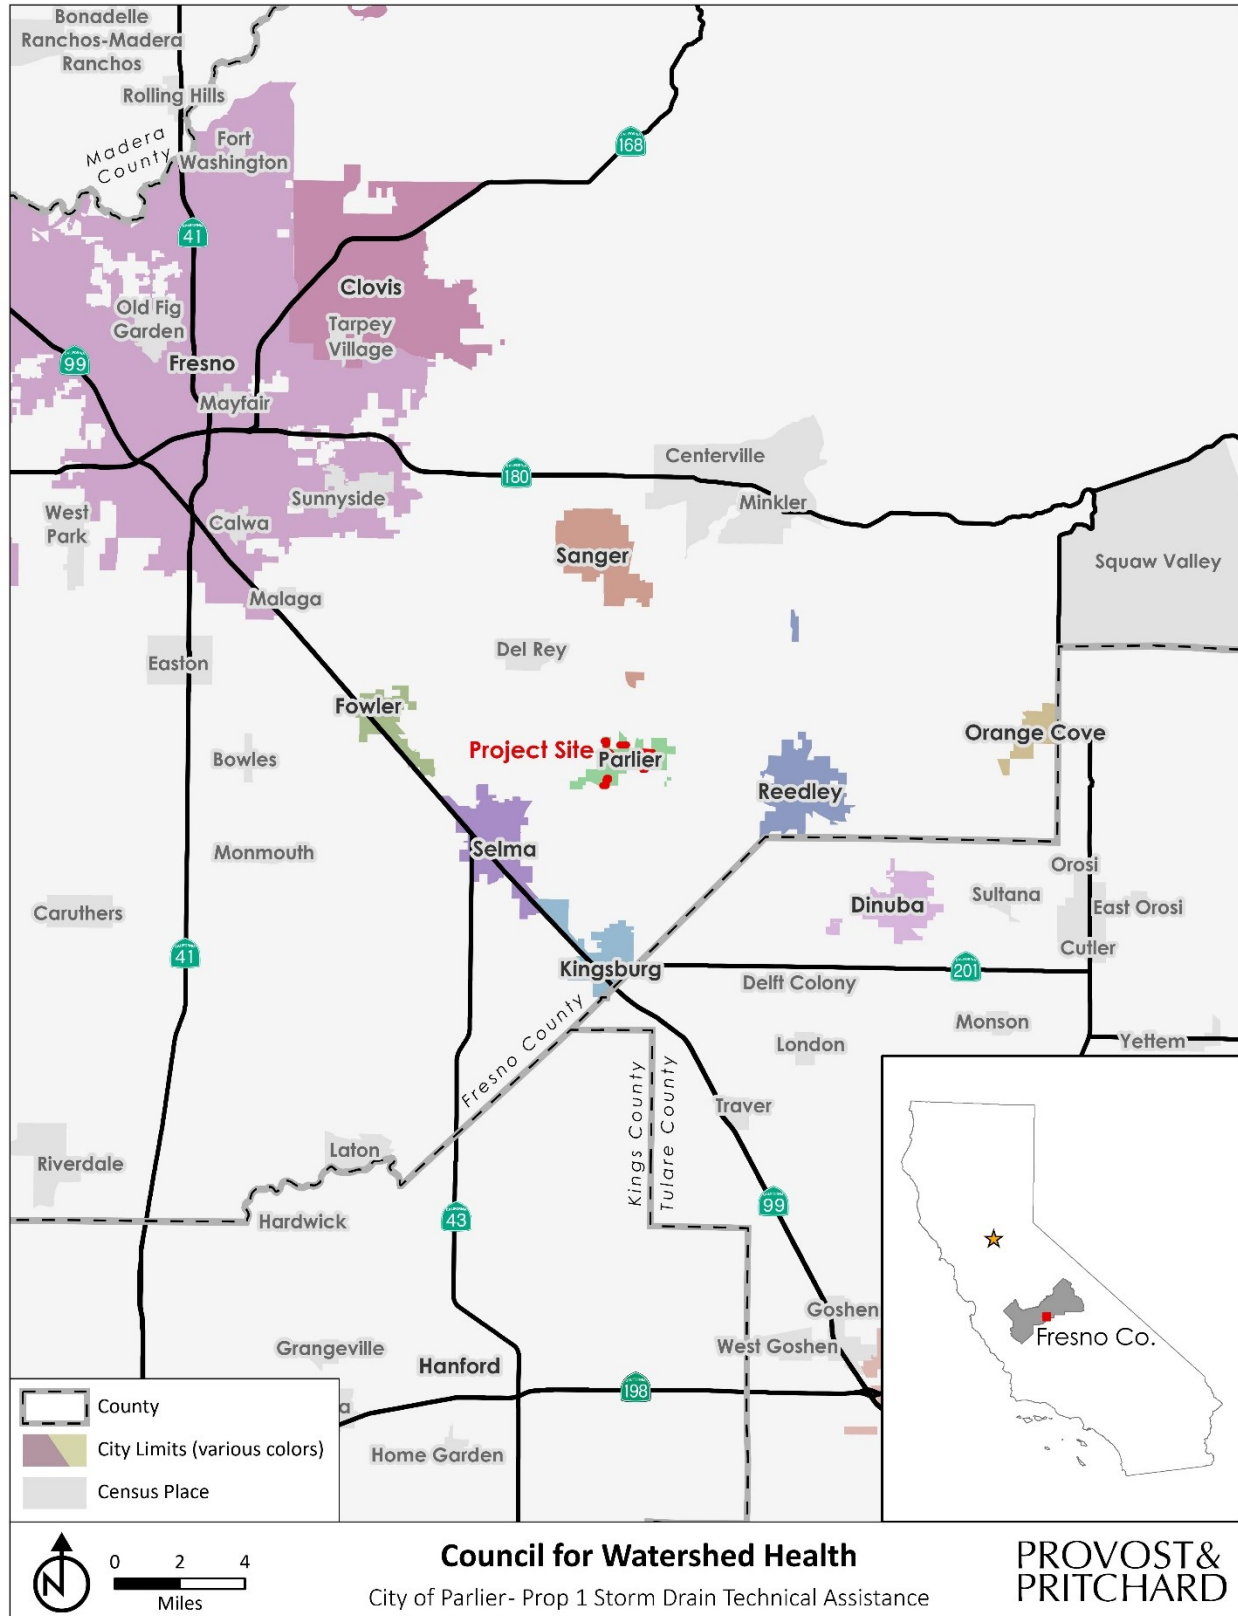 Bonadelle
Ranchos-Madera
Ranchos
Rolling Hills
Madera
County
Fort
Washington
168
41
Clovis
Old Fig
Garden
Tarpey
Village
99
Fresno
Mayfair
Centerville
180
Sunnyside
Minkler
West
Park
Calwa
Sanger
Squaw Valley
Malaga
Del Rey
Easton
Fowler
Orange Cove
Project Site
Parlier
Bowles
Reedley
Monmouth
Selma
Orosi
Caruthers
Dinuba
Sultana
East Orosi
41
Cutler
Kingsburg
201
Delft Colony
Fresno County
Monson
London
Yettem
Kings County
Tulare County
Traver
Laton
Riverdale
Hardwick
43
99
Goshen
Grangeville
West Goshen
Hanford
198
a
Home Garden
Fresno Co.
County
City Limits (various colors)
Census Place
N
0 2 4
Miles
Council for Watershed Health
City of Parlier- Prop 1 Storm Drain Technical Assistance
PROVOST&
PRITCHARD